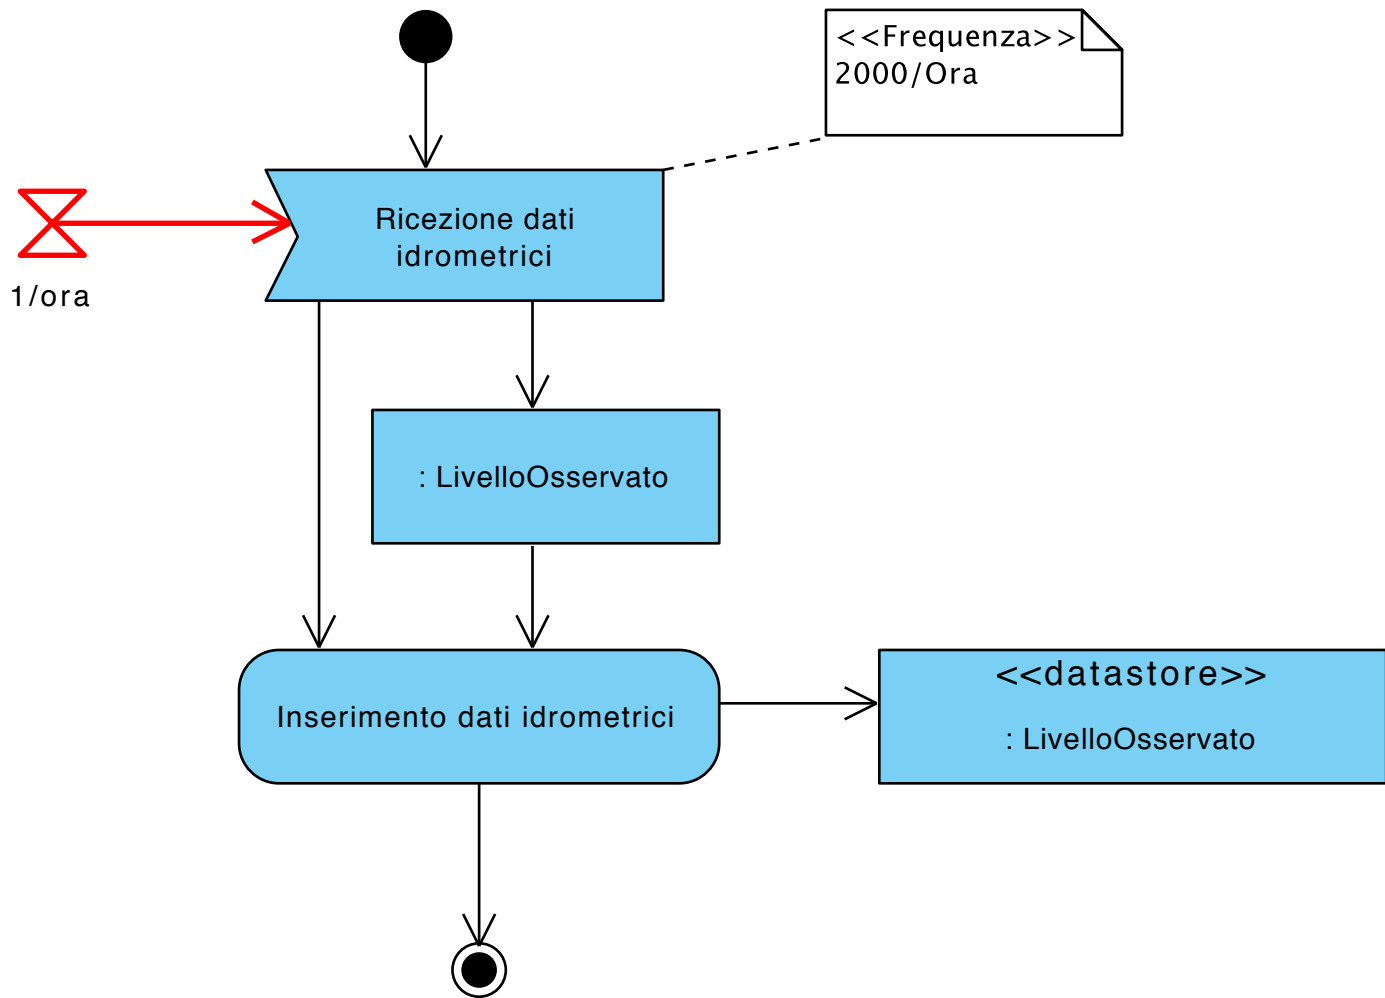 <<Frequenza>>
2000/Ora
Ricezione dati
idrometrici
1/ora
: LivelloOsservato
Inserimento dati idrometrici
<<datastore>>
: LivelloOsservato